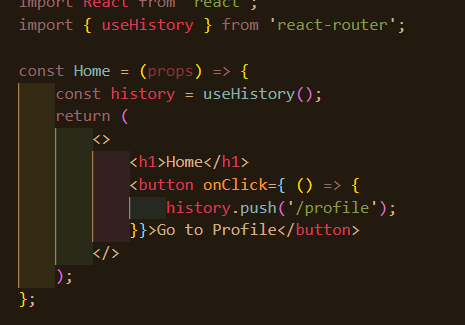 import React from 'react';
import { useHistory } from 'react-router';

const Home = (props) => {
    const history = useHistory();
    return (
        <>
            <h1>Home</h1>
            <button onClick={ () => {
                history.push('/profile');
            }}>Go to Profile</button>
        </>
    );
};